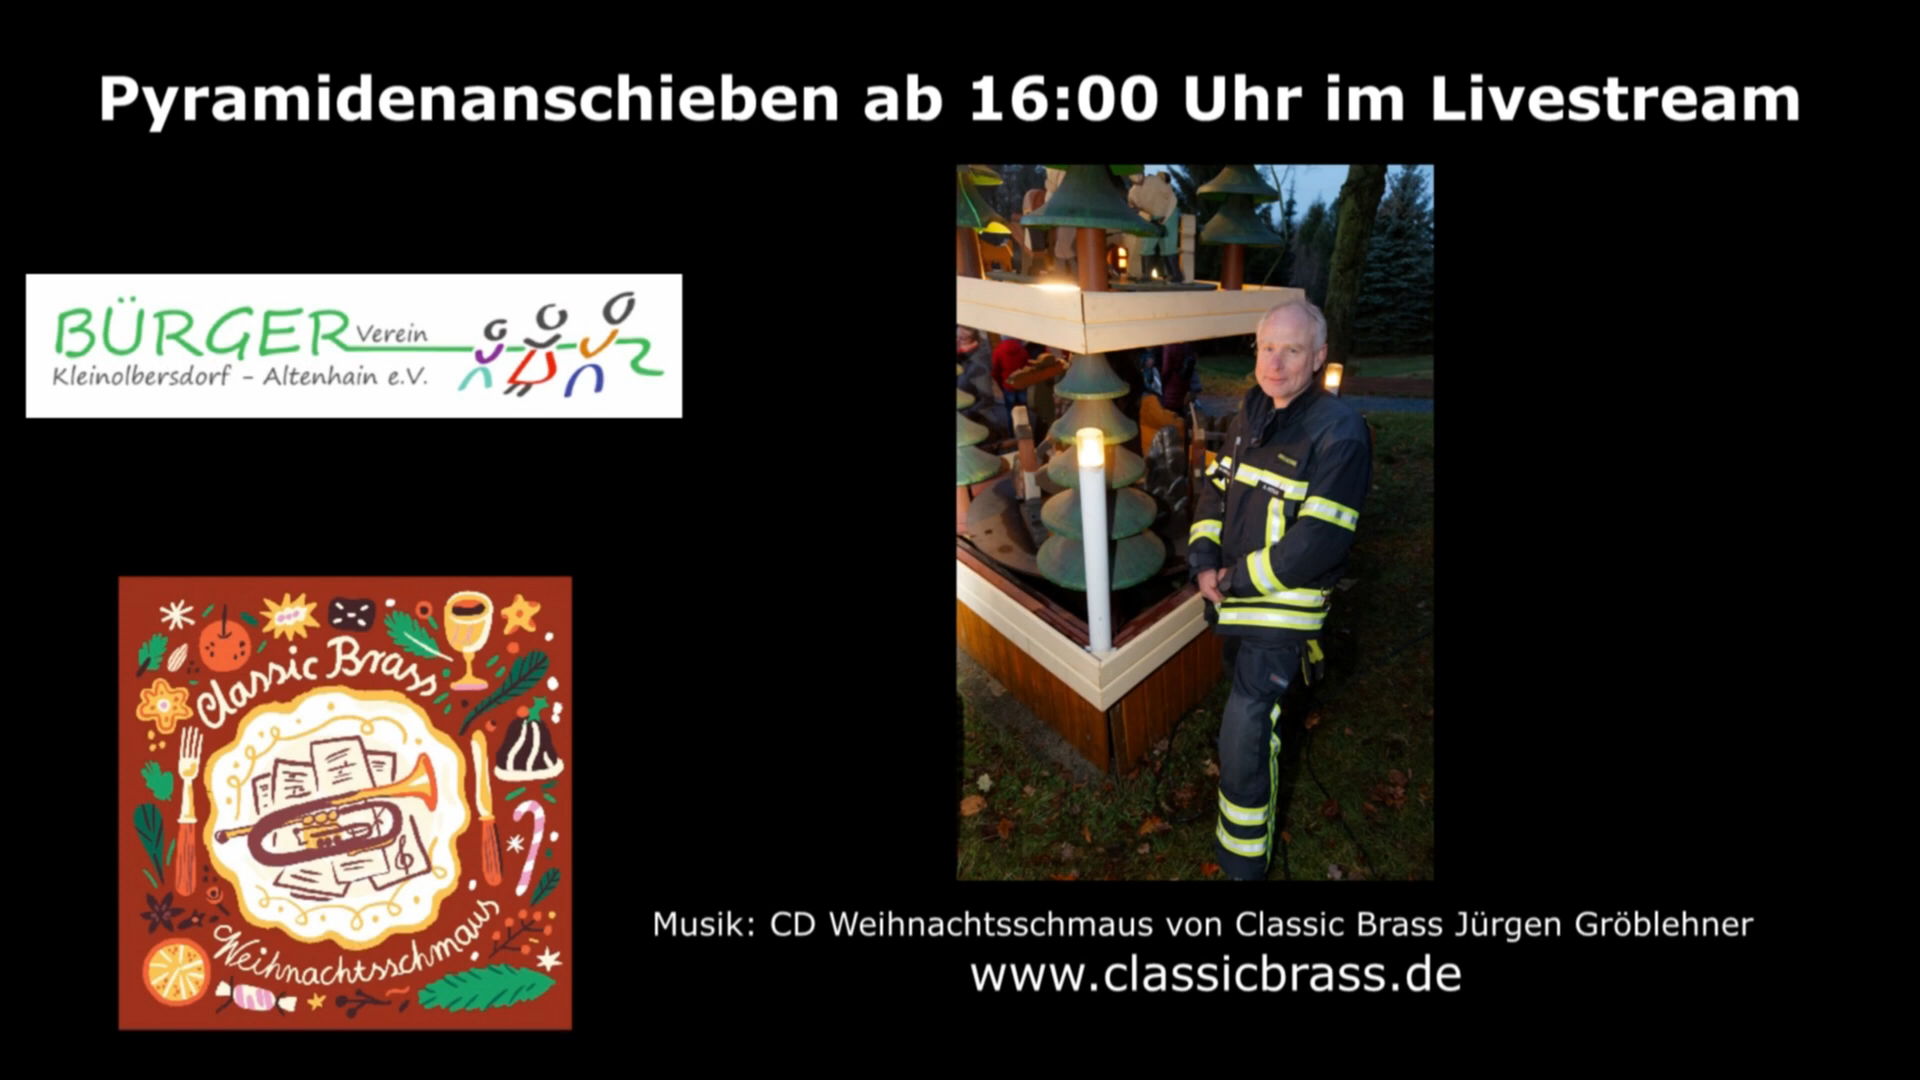 Pyramidenanschieben ab 16:00 Uhr im Livestream
BÜRGER Verein
Kleinolbersdorf - Altenhain e.V.
Classic Brass
Weihnachtsschmaus
Musik: CD Weihnachtsschmaus von Classic Brass Jürgen Gröblehner
www.classicbrass.de